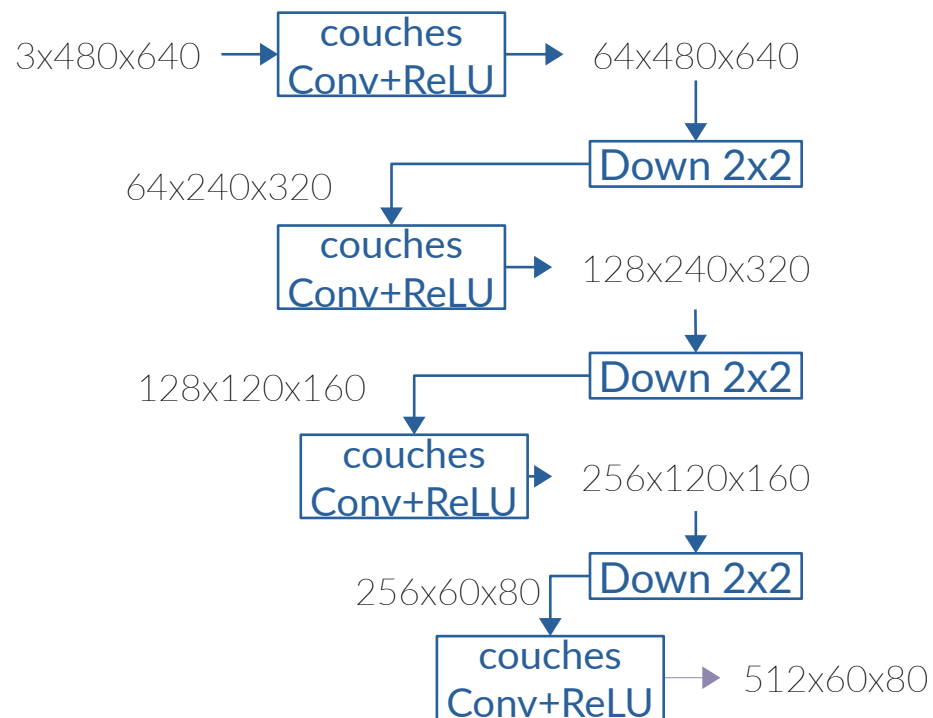 3x480x640
couches
Conv+ReLU
64x480x640
Down 2x2
64x240x320
couches
Conv+ReLU
128x240x320
Down 2x2
128x120x160
couches
Conv+ReLU
256x120x160
Down 2x2
256x60x80
couches
Conv+ReLU
512x60x80